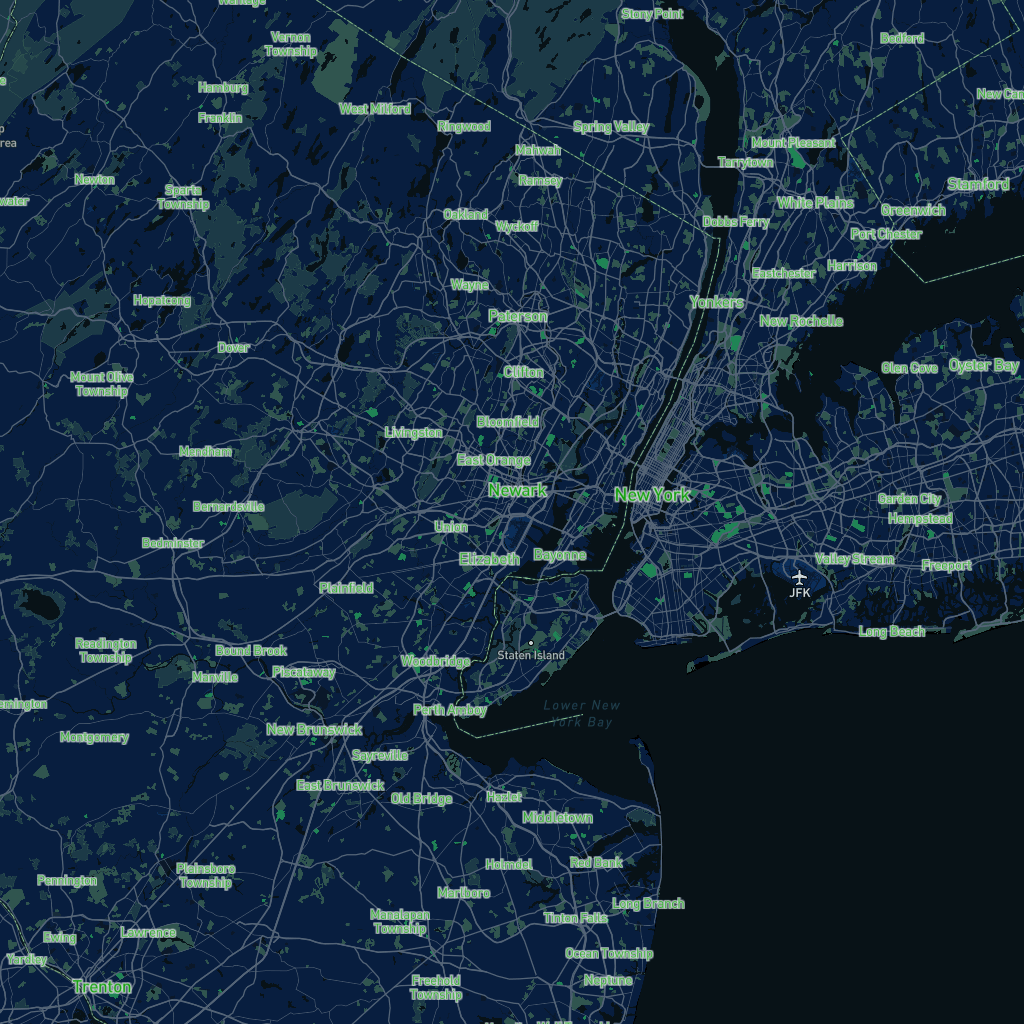 Wantage
Stony Point
Vernon
Township
Bedford
Hamburg
New Can
West Milford
Franklin
Ringwood
Spring Valley
rea
Mahwah
Mount Pleasant
Tarrytown
Newton
Ramsey
Sparta
Township
Stamford
water
White Plains
Oakland
Greenwich
Wyckoff
Dobbs Ferry
Port Chester
Harrison
Eastchester
Wayne
Hopatcong
Yonkers
Paterson
New Rochelle
Dover
Glen Cove
Oyster Bay
Clifton
Mount Olive
Township
Bloomfield
Livingston
Mendham
East Orange
Newark
New York
Garden City
Bernardsville
Hempstead
Union
Bedminster
Elizabeth
Bayonne
Valley Stream
Freeport
Plainfield
JFK
Long Beach
Readington
Township
Bound Brook
Staten Island
Woodbridge
Piscataway
Manville
emington
Perth Amboy
Lower New
York Bay
New Brunswick
Montgomery
Sayreville
East Brunswick
Old Bridge
Hazlet
Middletown
Holmdel
Red Bank
Plainsboro
Township
Pennington
Marlboro
Long Branch
Manalapan
Township
Tinton Falls
Lawrence
Ewing
Ocean Township
Yardley
Freehold
Township
Neptune
Trenton